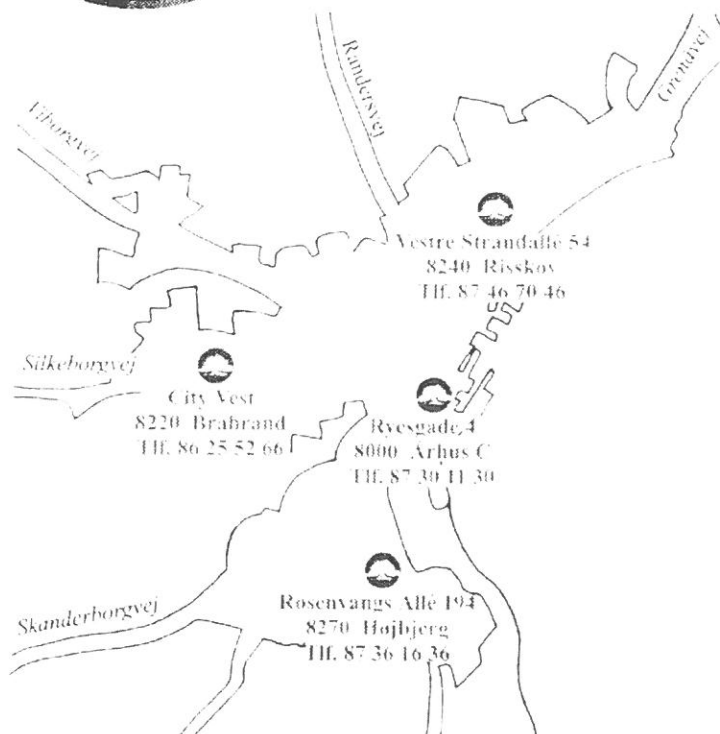 Randersvej
Grenåvej
Viborgvej
Vestre Strandallé 54
8240 Risskov
Tlf. 87 46 70 46
Silkeborgvej
City Vest
8220 Brabrand
Tlf. 86 25 52 66
Ryesgade 4
8000 Århus C
Tlf. 87 30 11 30
Rosenvangs Allé 194
8270 Højbjerg
Tlf. 87 36 16 36
Skanderborgvej